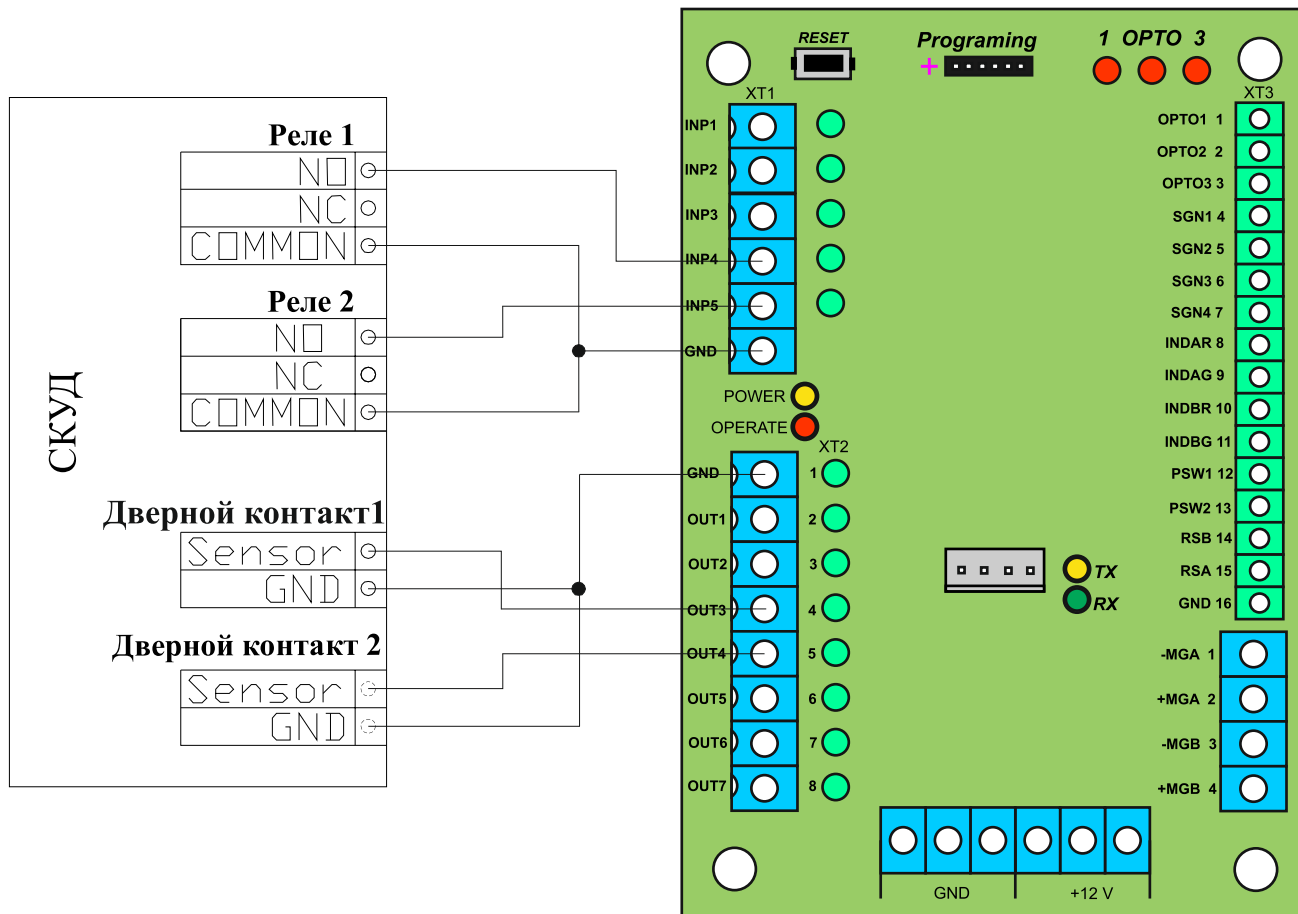 RESET
Programing
1 OPTO 3
+
XT1
XT3
Реле 1
NO
NC
COMMON
Реле 2
NO
NC
COMMON
СКУД
Дверной контакт1
Sensor
GND
Дверной контакт 2
Sensor
GND
INP1
INP2
INP3
INP4
INP5
GND
POWER
OPERATE
XT2
GND 1
OUT1 2
OUT2 3
OUT3 4
OUT4 5
OUT5 6
OUT6 7
OUT7 8
TX
RX
OPTO1 1
OPTO2 2
OPTO3 3
SGN1 4
SGN2 5
SGN3 6
SGN4 7
INDAR 8
INDAG 9
INDBR 10
INDBG 11
PSW1 12
PSW2 13
RSB 14
RSA 15
GND 16
-MGA 1
+MGA 2
-MGB 3
+MGB 4
GND
+12 V